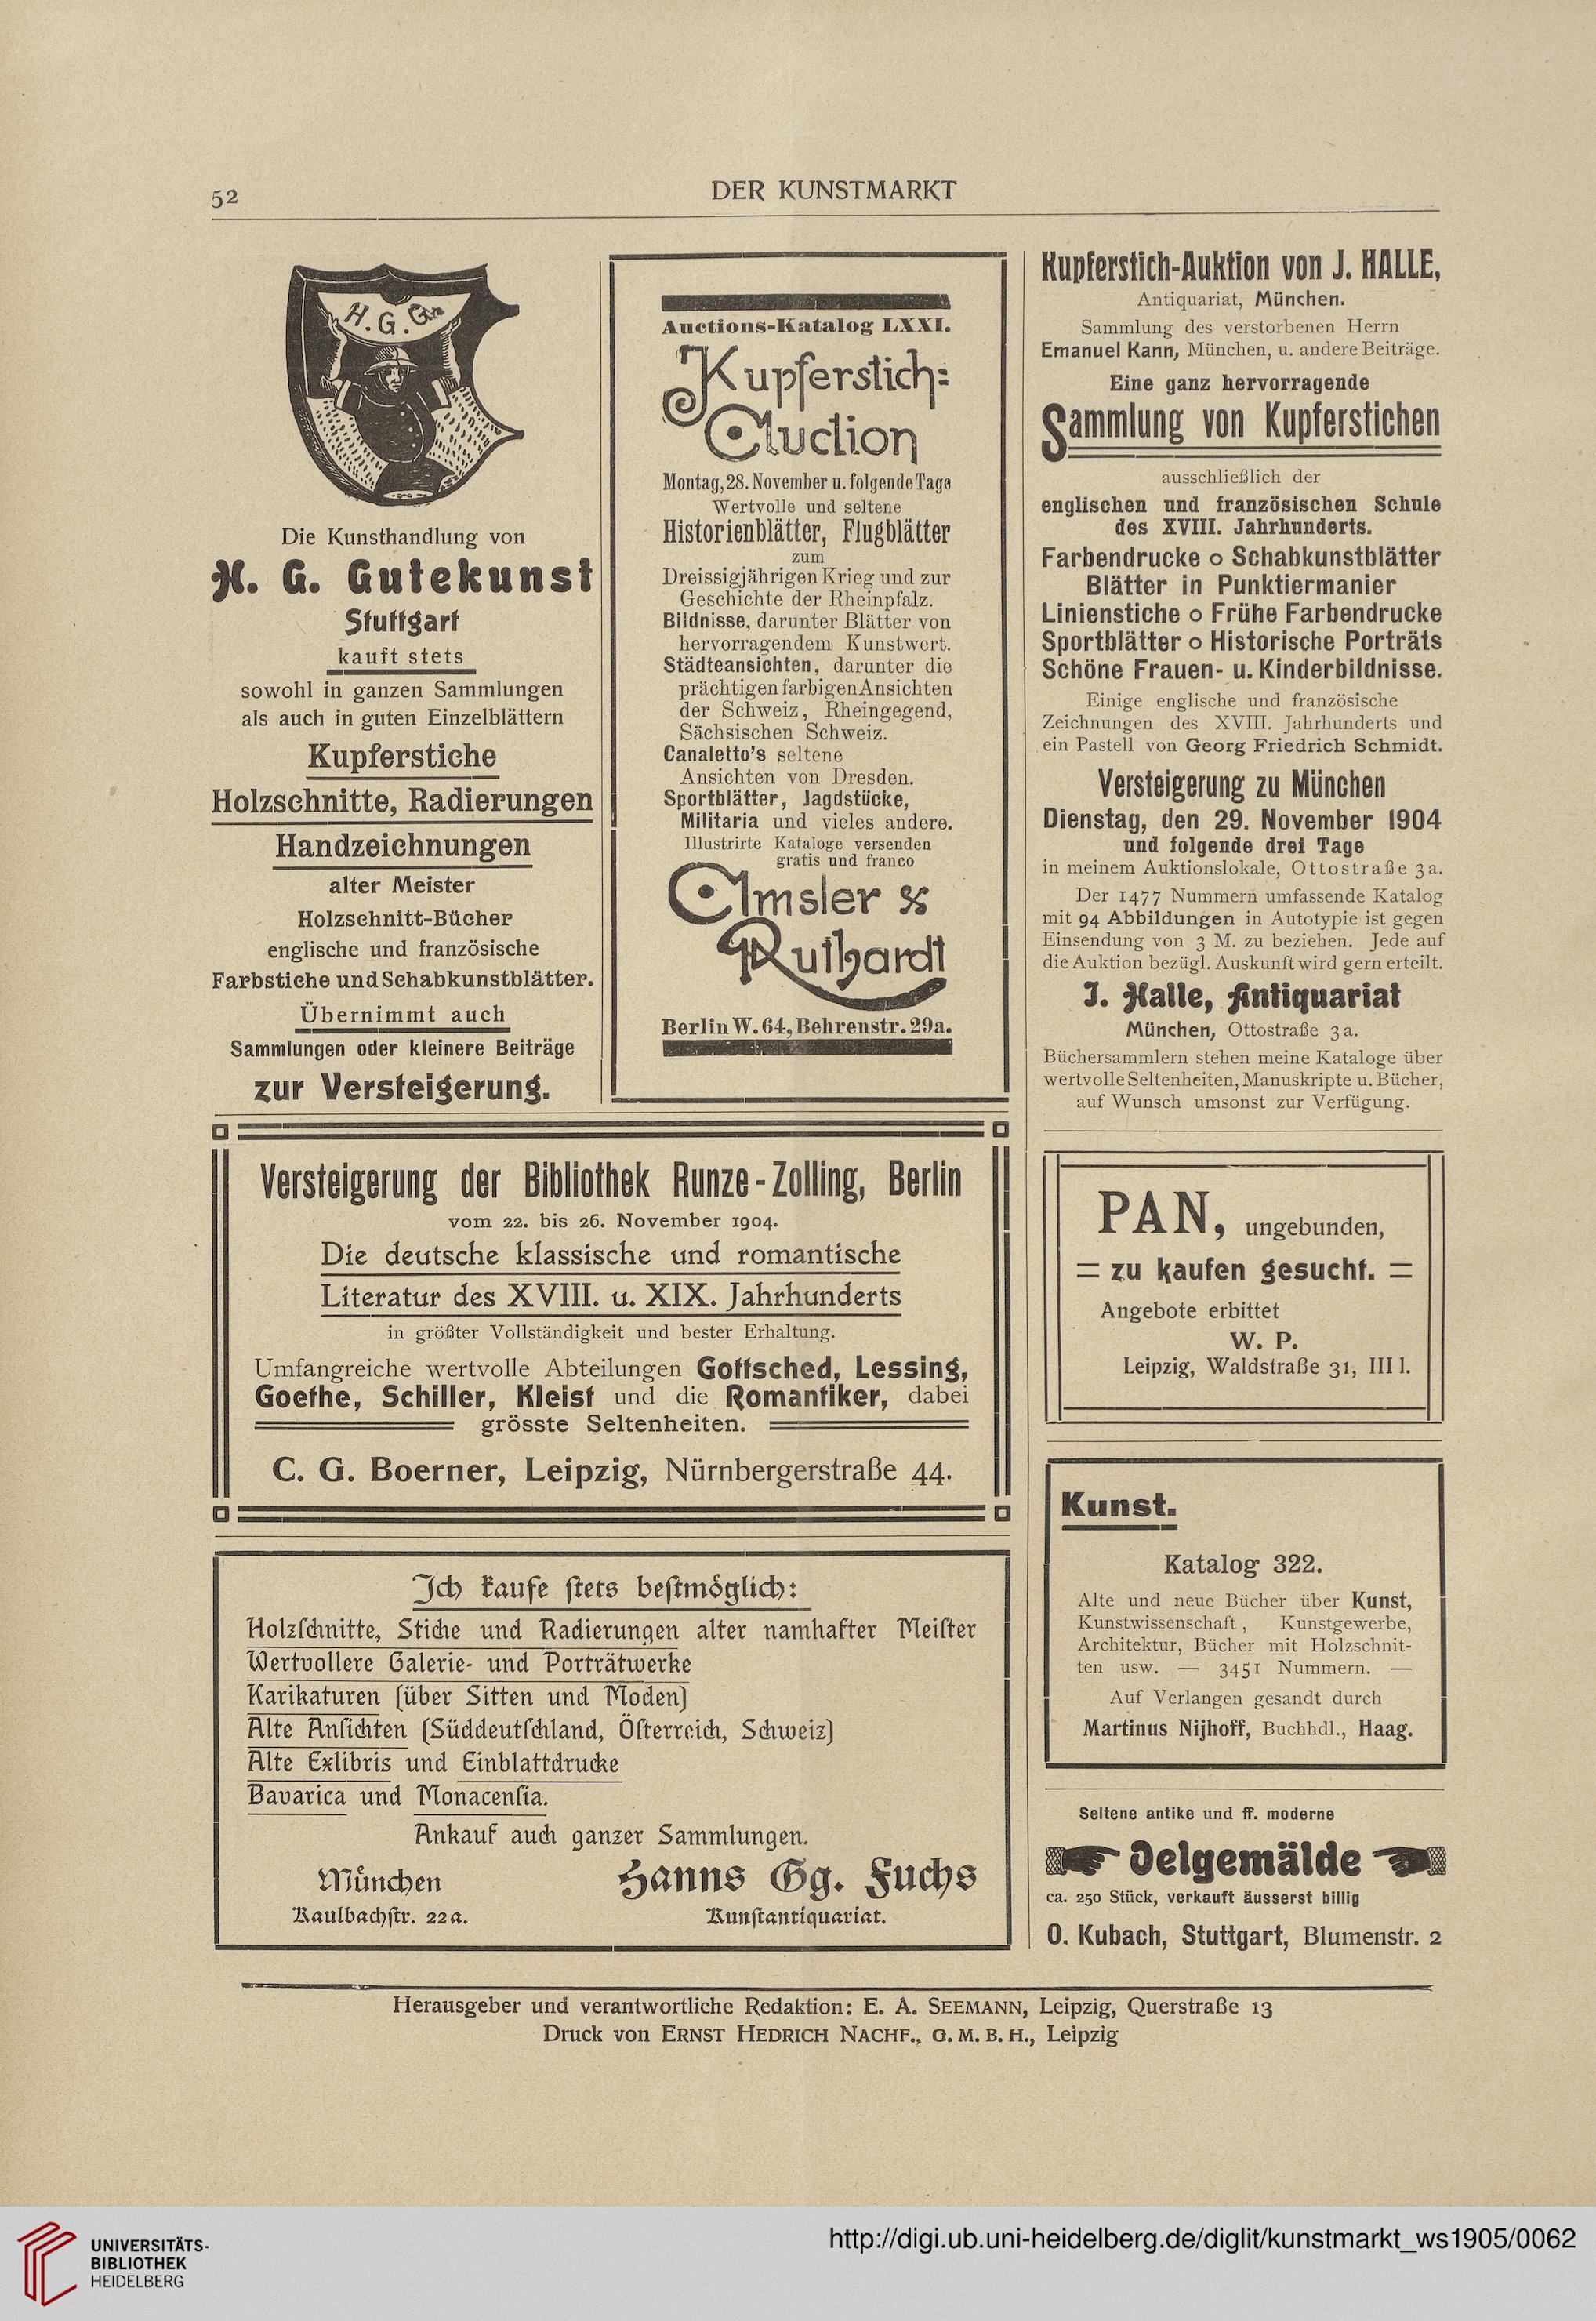 52
DER KUNSTMARKT
H. G. G.
Die Kunsthandlung von
H. G. Gutekunst
Stuttgart
kauft stets
sowohl in ganzen Sammlungen
als auch in guten Einzelblättern
Kupferstiche
Holzschnitte, Radierungen
Handzeichnungen
alter Meister
Holzschnitt-Bücher
englische und französische
Farbstiche und Schabkunstblätter.
Übernimmt auch
Sammlungen oder kleinere Beiträge
zur Versteigerung.
Auctions-Katalog LXXI.
Kupferstich-
Auction
Montag, 28. November u. folgende Tage
Wertvolle und seltene
Historienblätter, Flugblätter
zum
Dreissigjährigen Krieg und zur
Geschichte der Rheinpfalz.
Bildnisse, darunter Blätter von
hervorragendem Kunstwert.
Städteansichten, darunter die
prächtigen farbigen Ansichten
der Schweiz, Rheingegend,
Sächsischen Schweiz.
Canaletto's seltene
Ansichten von Dresden.
Sportblätter, Jagdstücke,
Militaria und vieles andere.
Illustrirte Kataloge versenden
gratis und franco
Amsler &
Ruthardt
Berlin W. 64, Behrenstr. 29a.
Kupferstich-Auktion von J. HALLE,
Antiquariat, München.
Sammlung des verstorbenen Herrn
Emanuel Kann, München, u. andere Beiträge.
Eine ganz hervorragende
Sammlung von Kupferstichen
ausschließlich der
englischen und französischen Schule
des XVIII. Jahrhunderts.
Farbendrucke o Schabkunstblätter
Blätter in Punktiermanier
Linienstiche o Frühe Farbendrucke
Sportblätter o Historische Porträts
Schöne Frauen- u. Kinderbildnisse.
Einige englische und französische
Zeichnungen des XVIII. Jahrhunderts und
ein Pastell von Georg Friedrich Schmidt.
Versteigerung zu München
Dienstag, den 29. November 1904
und folgende drei Tage
in meinem Auktionslokale, Ottostraße 3a.
Der 1477 Nummern umfassende Katalog
mit 94 Abbildungen in Autotypie ist gegen
Einsendung von 3 M. zu beziehen. Jede auf
die Auktion bezügl. Auskunft wird gern erteilt.
J. Halle, Antiquariat
München, Ottostraße 3a.
Büchersammlern stehen meine Kataloge über
wertvolle Seltenheiten, Manuskripte u. Bücher,
auf Wunsch umsonst zur Verfügung.
Versteigerung der Bibliothek Runze-Zolling, Berlin
vom 22. bis 26. November 1904.
Die deutsche klassische und romantische
Literatur des XVIII. u. XIX. Jahrhunderts
in größter Vollständigkeit und bester Erhaltung.
Umfangreiche wertvolle Abteilungen Gottsched, Lessing,
Goethe, Schiller, Kleist und die Romantiker, dabei
grösste Seltenheiten.
C. G. Boerner, Leipzig, Nürnbergerstraße 44.
PAN, ungebunden,
= zu kaufen gesucht. =
Angebote erbittet
W. P.
Leipzig, Waldstraße 31, III l.
Kunst.
Katalog 322.
Alte und neue Bücher über Kunst,
Kunstwissenschaft, Kunstgewerbe,
Architektur, Bücher mit Holzschnit-
ten usw. — 3451 Nummern. —
Auf Verlangen gesandt durch
Martinus Nijhoff, Buchhdl., Haag.
Ich kaufe ſtets beſtmöglich:
Holzſchnitte, Stiche und Radierungen alter namhafter Meiſter
Wertvollere Galerie- und Porträtwerke
Karikaturen (über Sitten und Moden)
Alte Anſichten (Süddeutſchland, Öſterreich, Schweiz)
Alte Exlibris und Einblattdrucke
Bavarica und Monacenſia.
Ankauf auch ganzer Sammlungen.
München
Hanns Gg. Fuchs
Kaulbachſtr. 22a.
Kunſtantiquariat.
Seltene antike und ff. moderne
Oelgemälde
ca. 250 Stück, verkauft äusserst billig
O. Kubach, Stuttgart, Blumenstr. 2
Herausgeber und verantwortliche Redaktion: E. A. SEEMANN, Leipzig, Querstraße 13
Druck von ERNST HEDRICH NACHF., G. M. B. H., Leipzig
UNIVERSITÄTS-
BIBLIOTHEK
HEIDELBERG
http://digi.ub.uni-heidelberg.de/diglit/kunstmarkt_ws1905/0062